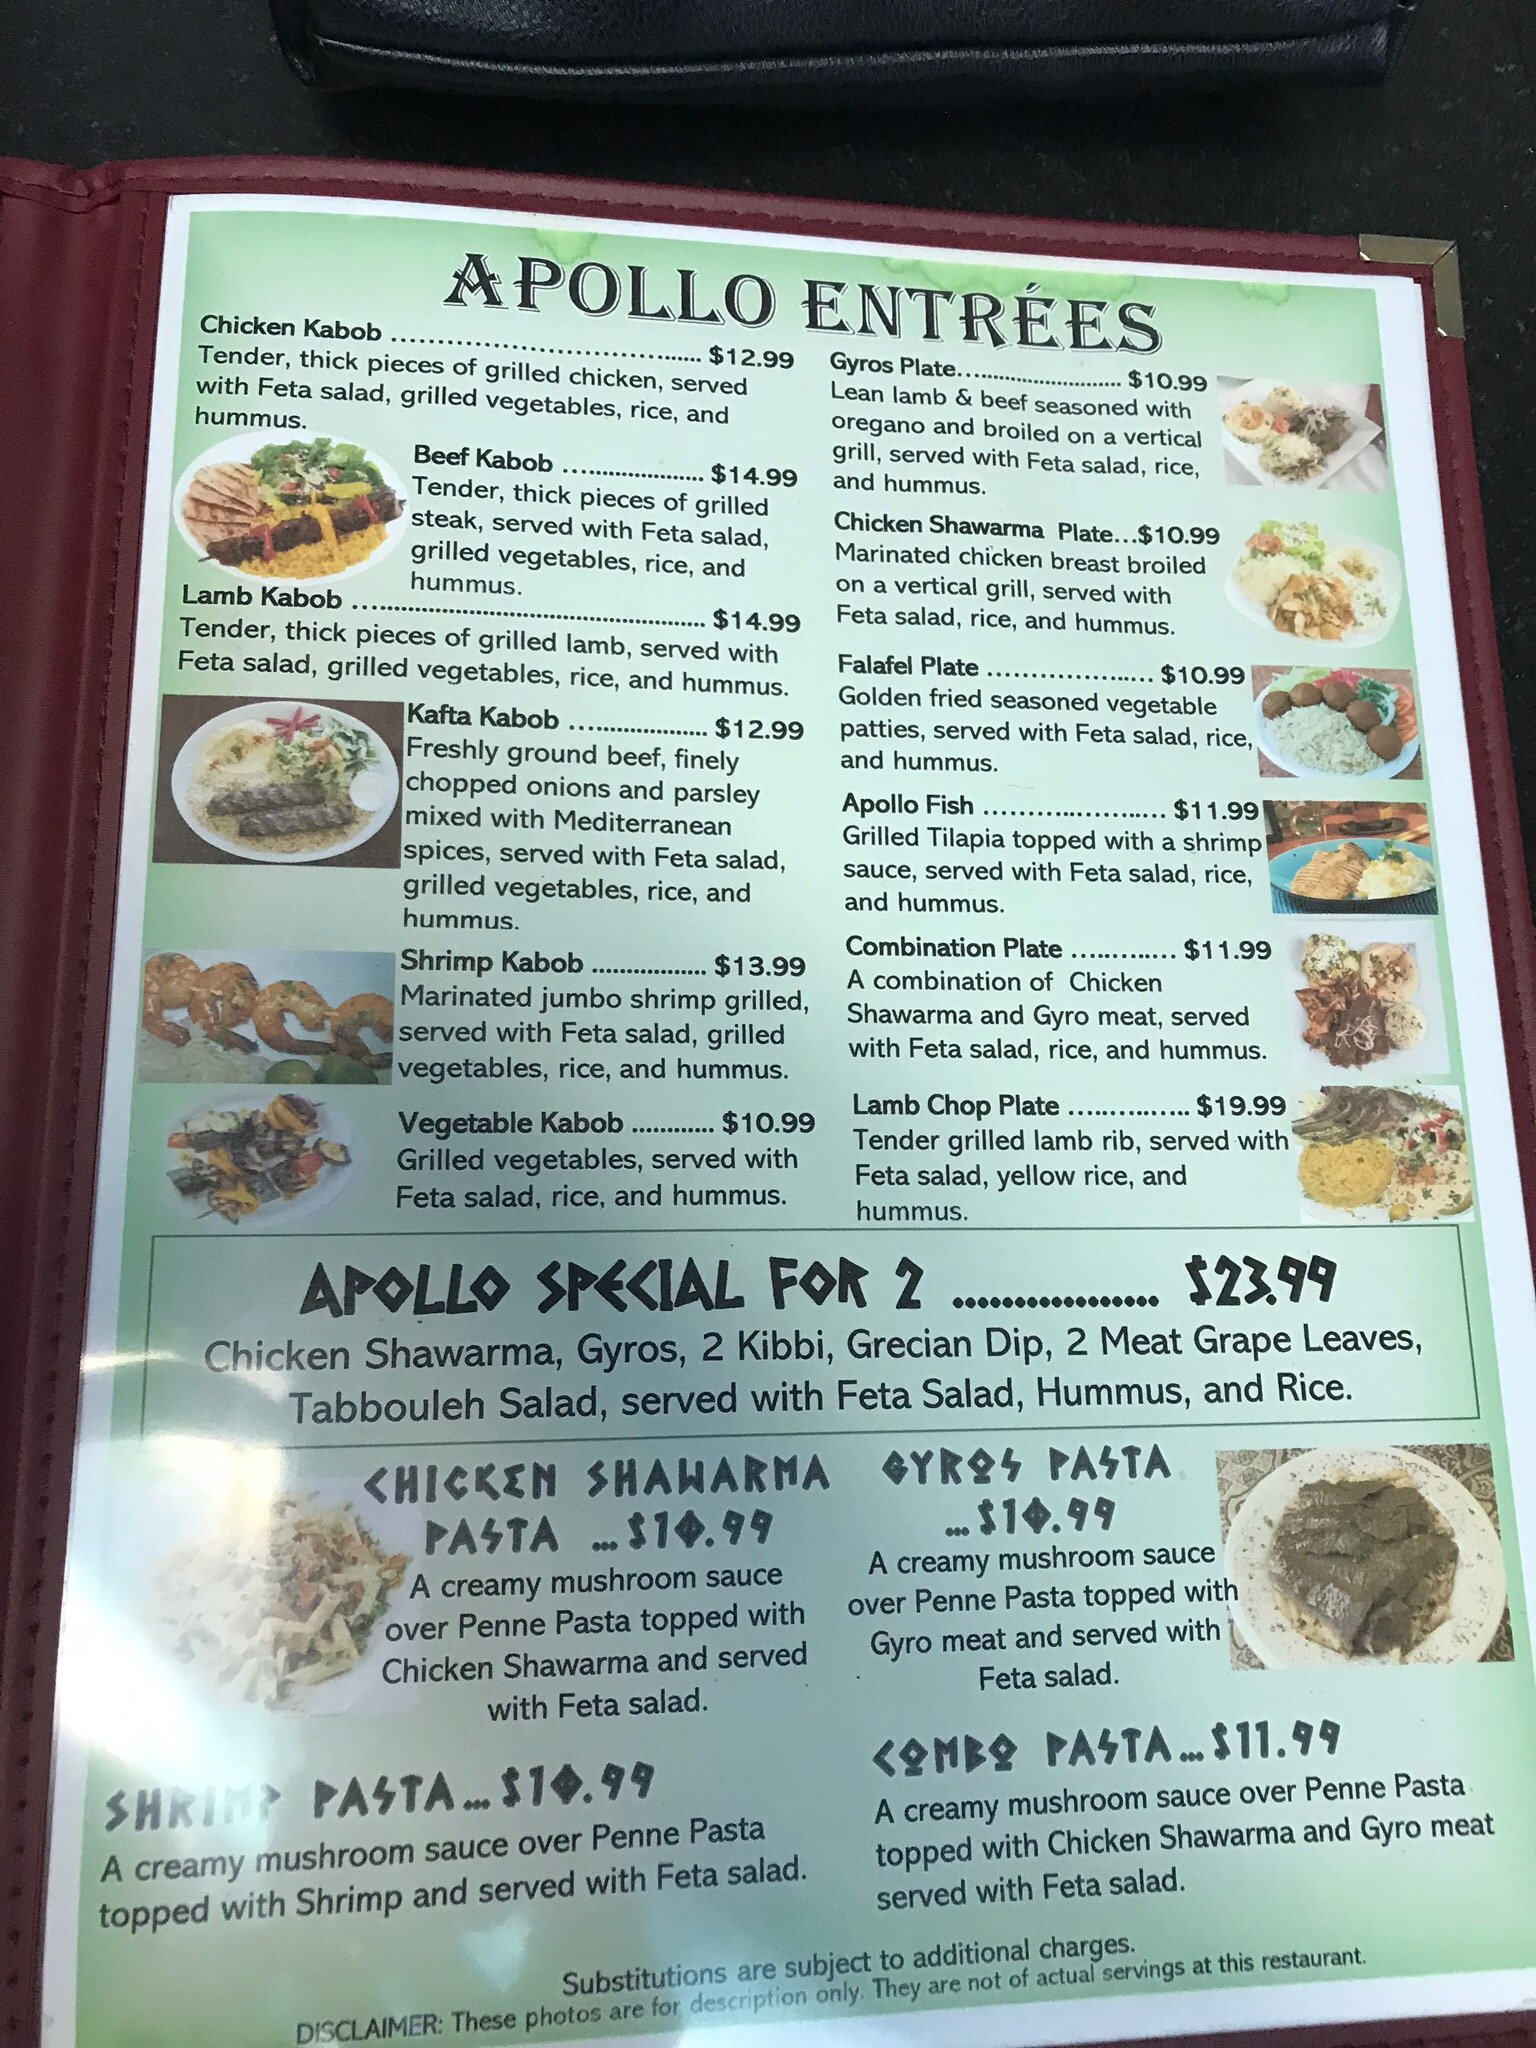 APOLLO ENTRÉES
Chicken Kabob .................................... $12.99
Tender, thick pieces of grilled chicken, served
with Feta salad, grilled vegetables, rice, and
hummus.
Beef Kabob ........................ $14.99
Tender, thick pieces of grilled
steak, served with Feta salad,
grilled vegetables, rice, and
hummus.
Lamb Kabob .................................................... $14.99
Tender, thick pieces of grilled lamb, served with
Feta salad, grilled vegetables, rice, and hummus.
Kafta Kabob ....................... $12.99
Freshly ground beef, finely
chopped onions and parsley
mixed with Mediterranean
spices, served with Feta salad,
grilled vegetables, rice, and
hummus.
Shrimp Kabob ................. $13.99
Marinated jumbo shrimp grilled,
served with Feta salad, grilled
vegetables, rice, and hummus.
Vegetable Kabob ............ $10.99
Grilled vegetables, served with
Feta salad, rice, and hummus.
Gyros Plate.......................... $10.99
Lean lamb & beef seasoned with
oregano and broiled on a vertical
grill, served with Feta salad, rice,
and hummus.
Chicken Shawarma Plate...$10.99
Marinated chicken breast broiled
on a vertical grill, served with
Feta salad, rice, and hummus.
Falafel Plate ..................... $10.99
Golden fried seasoned vegetable
patties, served with Feta salad, rice,
and hummus.
Apollo Fish ....................... $11.99
Grilled Tilapia topped with a shrimp
sauce, served with Feta salad, rice,
and hummus.
Combination Plate ............. $11.99
A combination of Chicken
Shawarma and Gyro meat, served
with Feta salad, rice, and hummus.
Lamb Chop Plate ............... $19.99
Tender grilled lamb rib, served with
Feta salad, yellow rice, and
hummus.
APOLLO SPECIAL FOR 2 ................. $23.99
Chicken Shawarma, Gyros, 2 Kibbi, Grecian Dip, 2 Meat Grape Leaves,
Tabbouleh Salad, served with Feta Salad, Hummus, and Rice.
CHICKEN SHAWARMA
PASTA ...$10.99
A creamy mushroom sauce
over Penne Pasta topped with
Chicken Shawarma and served
with Feta salad.
GYROS PASTA
...$10.99
A creamy mushroom sauce
over Penne Pasta topped with
Gyro meat and served with
Feta salad.
SHRIMP PASTA...$10.99
A creamy mushroom sauce over Penne Pasta
topped with Shrimp and served with Feta salad.
COMBO PASTA...$11.99
A creamy mushroom sauce over Penne Pasta
topped with Chicken Shawarma and Gyro meat
served with Feta salad.
Substitutions are subject to additional charges.
DISCLAIMER: These photos are for description only. They are not of actual servings at this restaurant.